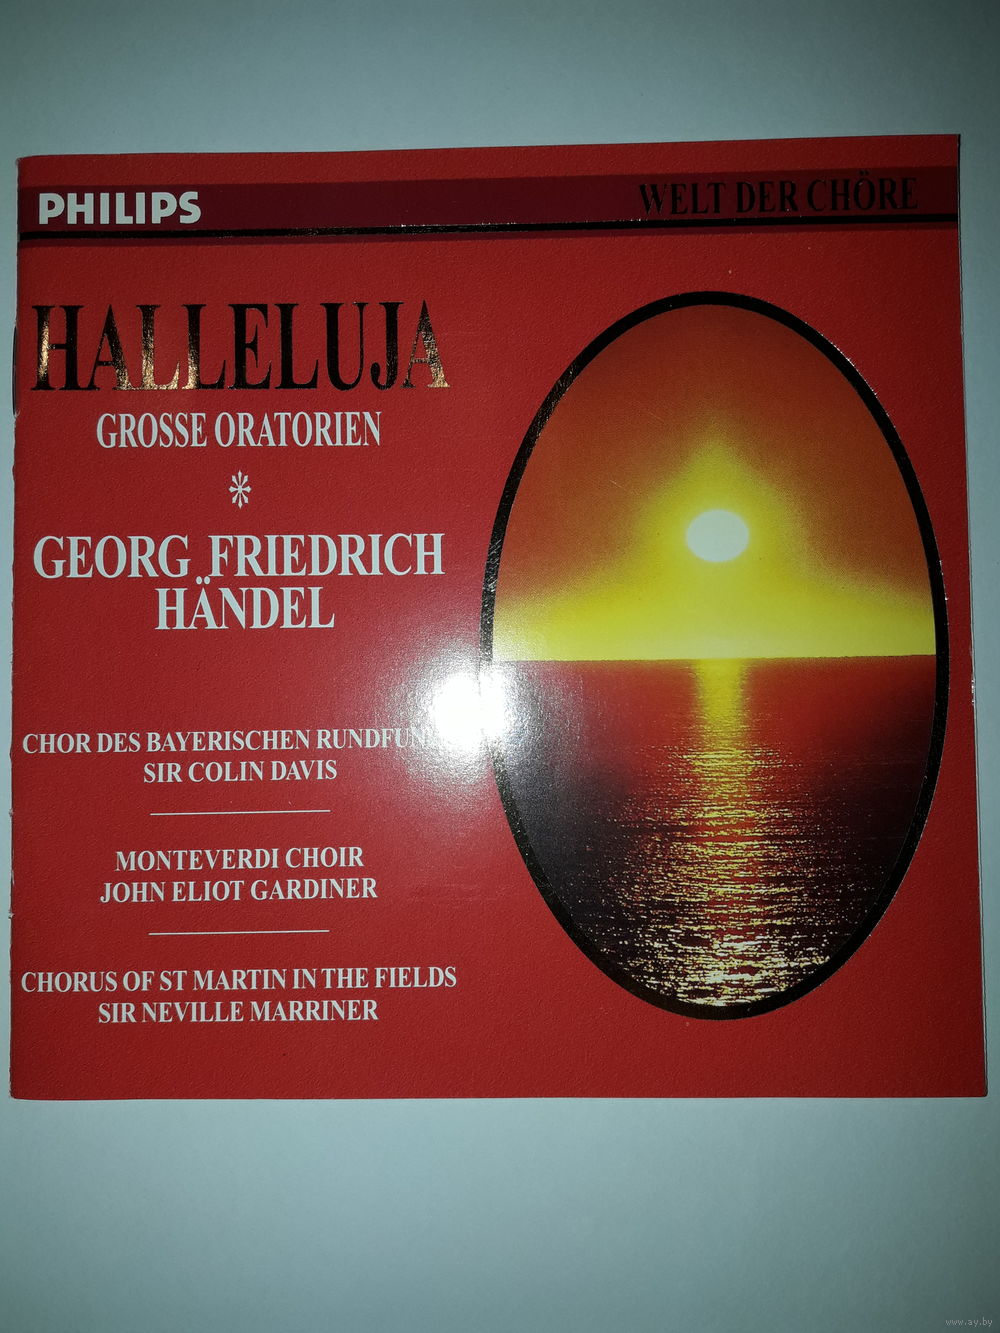 PHILIPS
WELT DER CHÖRE
HALLELUJA
GROSSE ORATORIEN
GEORG FRIEDRICH
HÄNDEL
CHOR DES BAYERISCHEN
SIR COLIN DAVIS
MONTEVERDI CHOIR
JOHN ELIOT GARDINER
CHORUS OF ST MARTIN IN THE FIELDS
SIR NEVILLE MARRINER
www.ay.by